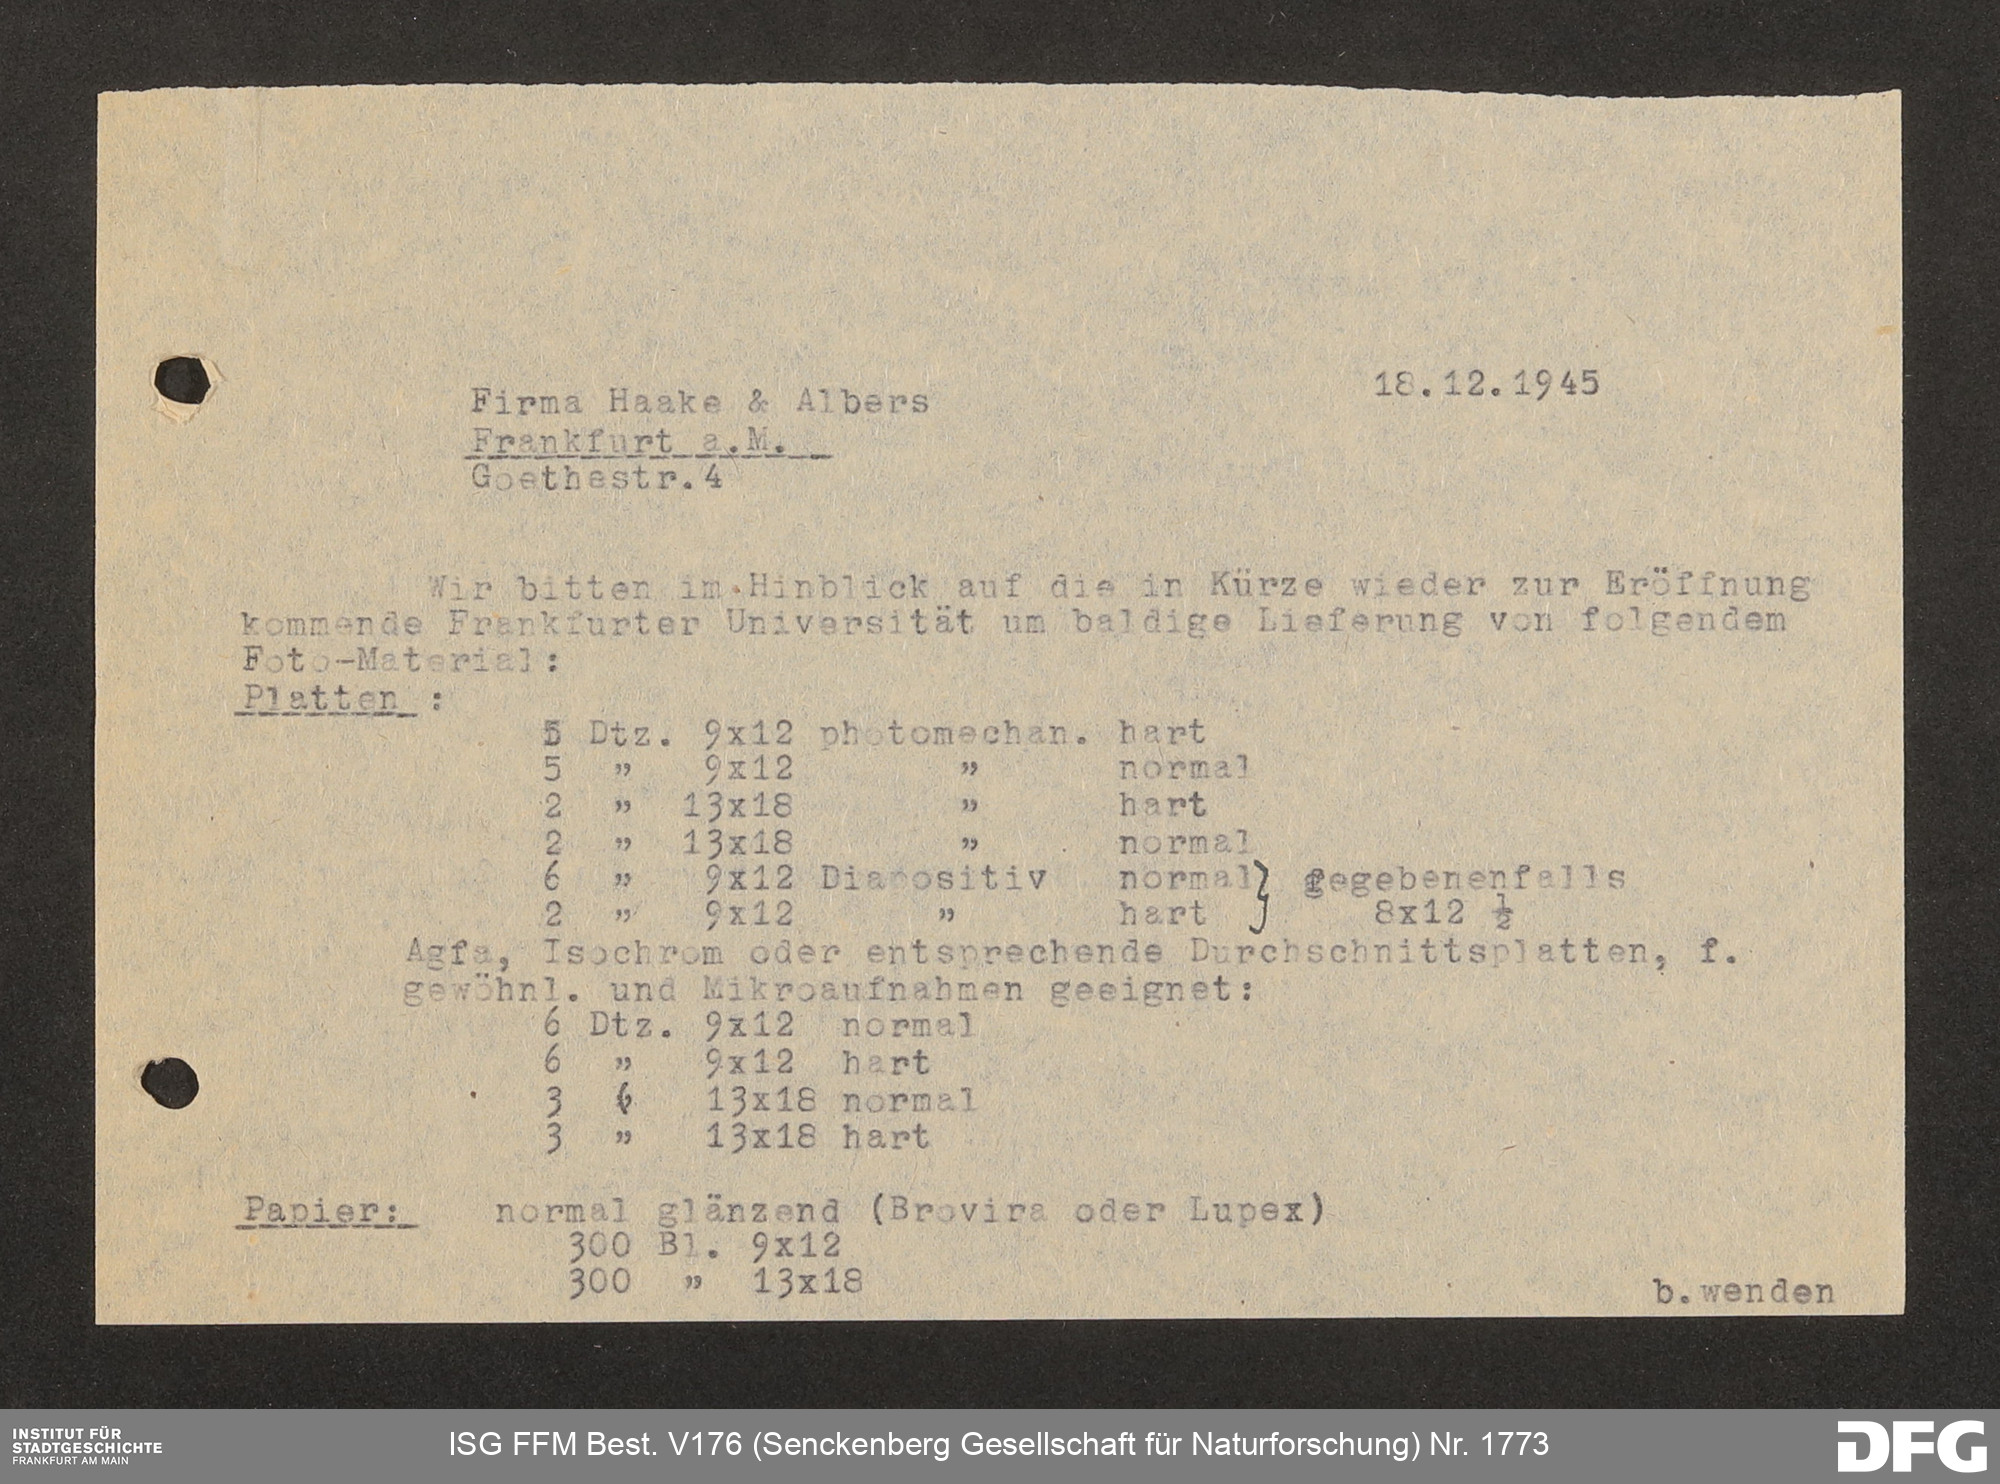 18.12.1945
Firma Haake & Albers
Frankfurt a.M.
Goethestr.4
Wir bitten im Hinblick auf die in Kürze wieder zur Eröffnung
kommende Frankfurter Universität um baldige Lieferung von folgendem
Foto-Material:
Platten :
5 Dtz. 9x12 photomechan. hart
5 " 9x12 " normal
2 " 13x18 " hart
2 " 13x18 " normal
6 " 9x12 Diapositiv normal } gegebenenfalls
2 " 9x12 " hart } 8x12 ½
Agfa, Isochrom oder entsprechende Durchschnittsplatten, f.
gewöhnl. und Mikroaufnahmen geeignet:
6 Dtz. 9x12 normal
6 " 9x12 hart
3 " 13x18 normal
3 " 13x18 hart
Papier: normal glänzend (Brovira oder Lupex)
300 Bl. 9x12
300 " 13x18
b.wenden
INSTITUT FÜR
STADTGESCHICHTE
FRANKFURT AM MAIN
ISG FFM Best. V176 (Senckenberg Gesellschaft für Naturforschung) Nr. 1773
DFG